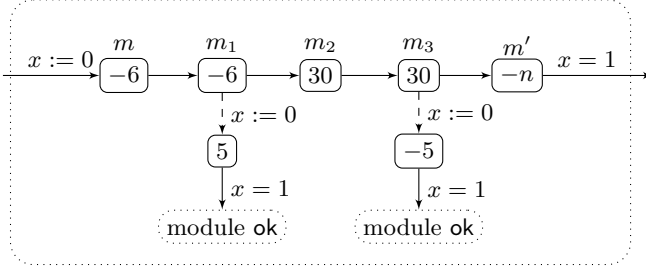 x := 0 m m₁ m₂ m₃ m′ x = 1
−6 −6 30 30 −n
x := 0 x := 0
5 −5
x = 1 x = 1
module ok module ok